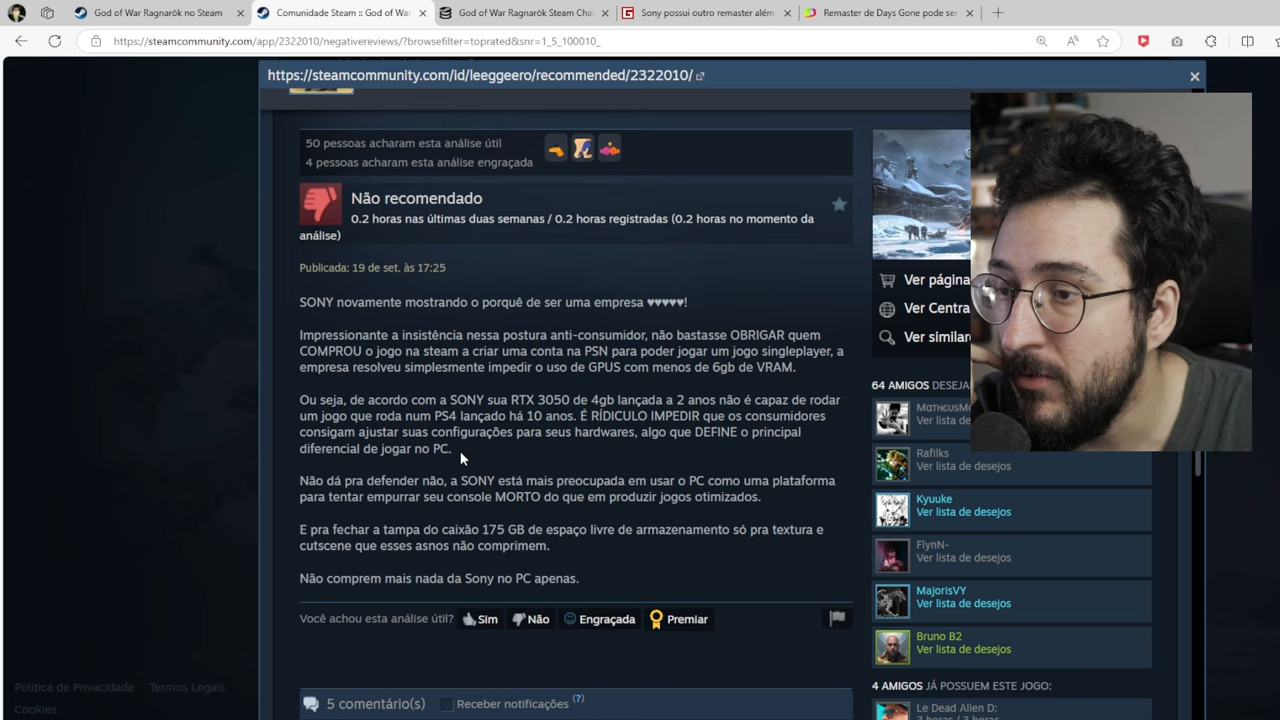 God of War Ragnarök no Steam
Comunidade Steam :: God of War
God of War Ragnarök Steam Cha
Sony possui outro remaster além
Remaster de Days Gone pode ser
https://steamcommunity.com/app/2322010/negativereviews/?browsefilter=toprated&snr=1_5_100010_
https://steamcommunity.com/id/leeggeero/recommended/2322010/
50 pessoas acharam esta análise útil
4 pessoas acharam esta análise engraçada
Não recomendado
0.2 horas nas últimas duas semanas / 0.2 horas registradas (0.2 horas no momento da
análise)
Publicada: 19 de set. às 17:25
SONY novamente mostrando o porquê de ser uma empresa ♥♥♥♥♥!
Impressionante a insistência nessa postura anti-consumidor, não bastasse OBRIGAR quem
COMPROU o jogo na steam a criar uma conta na PSN para poder jogar um jogo singleplayer, a
empresa resolveu simplesmente impedir o uso de GPUS com menos de 6gb de VRAM.
Ou seja, de acordo com a SONY sua RTX 3050 de 4gb lançada a 2 anos não é capaz de rodar
um jogo que roda num PS4 lançado há 10 anos. É RÍDICULO IMPEDIR que os consumidores
consigam ajustar suas configurações para seus hardwares, algo que DEFINE o principal
diferencial de jogar no PC.
Não dá pra defender não, a SONY está mais preocupada em usar o PC como uma plataforma
para tentar empurrar seu console MORTO do que em produzir jogos otimizados.
E pra fechar a tampa do caixão 175 GB de espaço livre de armazenamento só pra textura e
cutscene que esses asnos não comprimem.
Não comprem mais nada da Sony no PC apenas.
Você achou esta análise útil? Sim Não Engraçada Premiar
5 comentário(s) Receber notificações (?)
Ver página
Ver Centra
Ver similar
64 AMIGOS DESEJA
Ver lista de
Rafilks
Ver lista de desejos
Kyuuke
Ver lista de desejos
FlynN-
Ver lista de desejos
MajorisVY
Ver lista de desejos
Bruno B2
Ver lista de desejos
4 AMIGOS JÁ POSSUEM ESTE JOGO:
Le Dead Alien D:
Política de Privacidade Termos Legais
Cookies